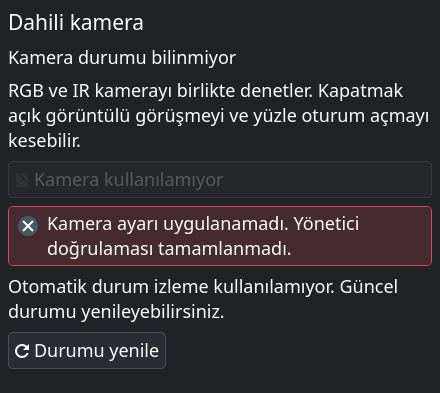 Dahili kamera
Kamera durumu bilinmiyor
RGB ve IR kamerayı birlikte denetler. Kapatmak
açık görüntülü görüşmeyi ve yüzle oturum açmayı
kesebilir.
Kamera kullanılamıyor
Kamera ayarı uygulanamadı. Yönetici
doğrulaması tamamlanmadı.
Otomatik durum izleme kullanılamıyor. Güncel
durumu yenileyebilirsiniz.
Durumu yenile